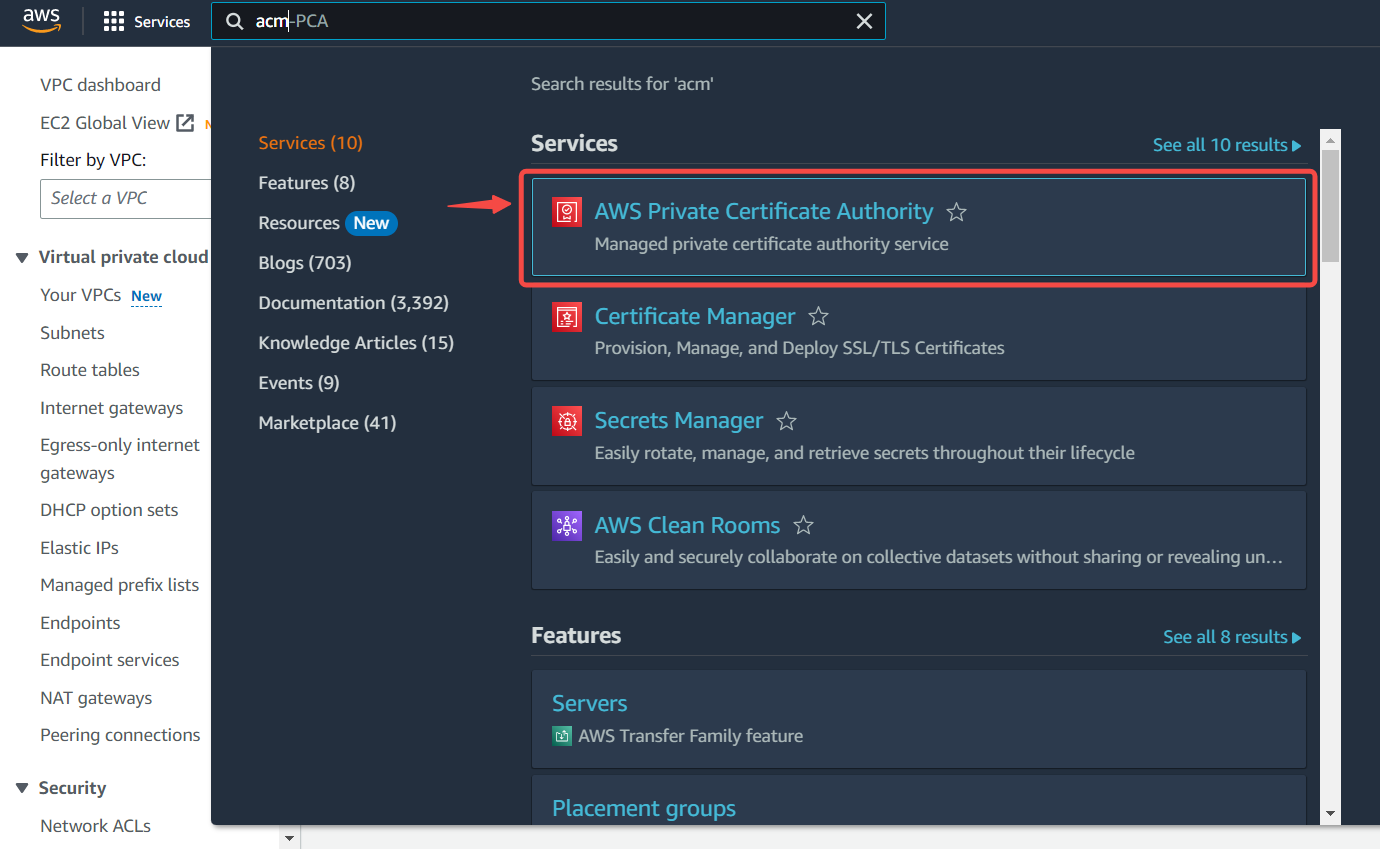 aws
Services
acm-PCA
VPC dashboard
EC2 Global View
Filter by VPC:
Select a VPC
Virtual private cloud
Your VPCs New
Subnets
Route tables
Internet gateways
Egress-only internet
gateways
DHCP option sets
Elastic IPs
Managed prefix lists
Endpoints
Endpoint services
NAT gateways
Peering connections
Security
Network ACLs
Services (10)
Features (8)
Resources New
Blogs (703)
Documentation (3,392)
Knowledge Articles (15)
Events (9)
Marketplace (41)
Search results for 'acm'
Services
See all 10 results
AWS Private Certificate Authority
Managed private certificate authority service
Certificate Manager
Provision, Manage, and Deploy SSL/TLS Certificates
Secrets Manager
Easily rotate, manage, and retrieve secrets throughout their lifecycle
AWS Clean Rooms
Easily and securely collaborate on collective datasets without sharing or revealing un...
Features
See all 8 results
Servers
AWS Transfer Family feature
Placement groups